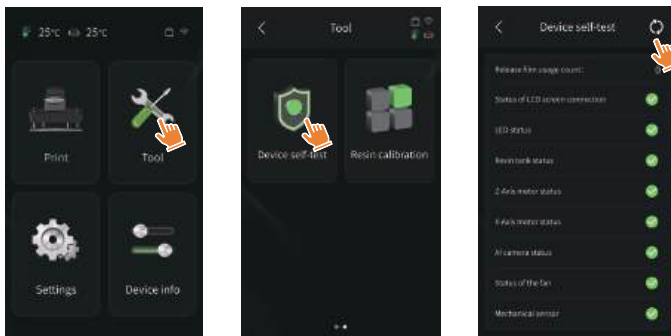 25°C 25°C
Print
Tool
Settings
Device info
Tool
Device self-test
Resin calibration
Device self-test
Release film usage count:
Status of LCD screen connection
LED status
Resin tank status
Z-Axis motor status
X-Axis motor status
AI camera status
Status of the fan
Mechanical sensor